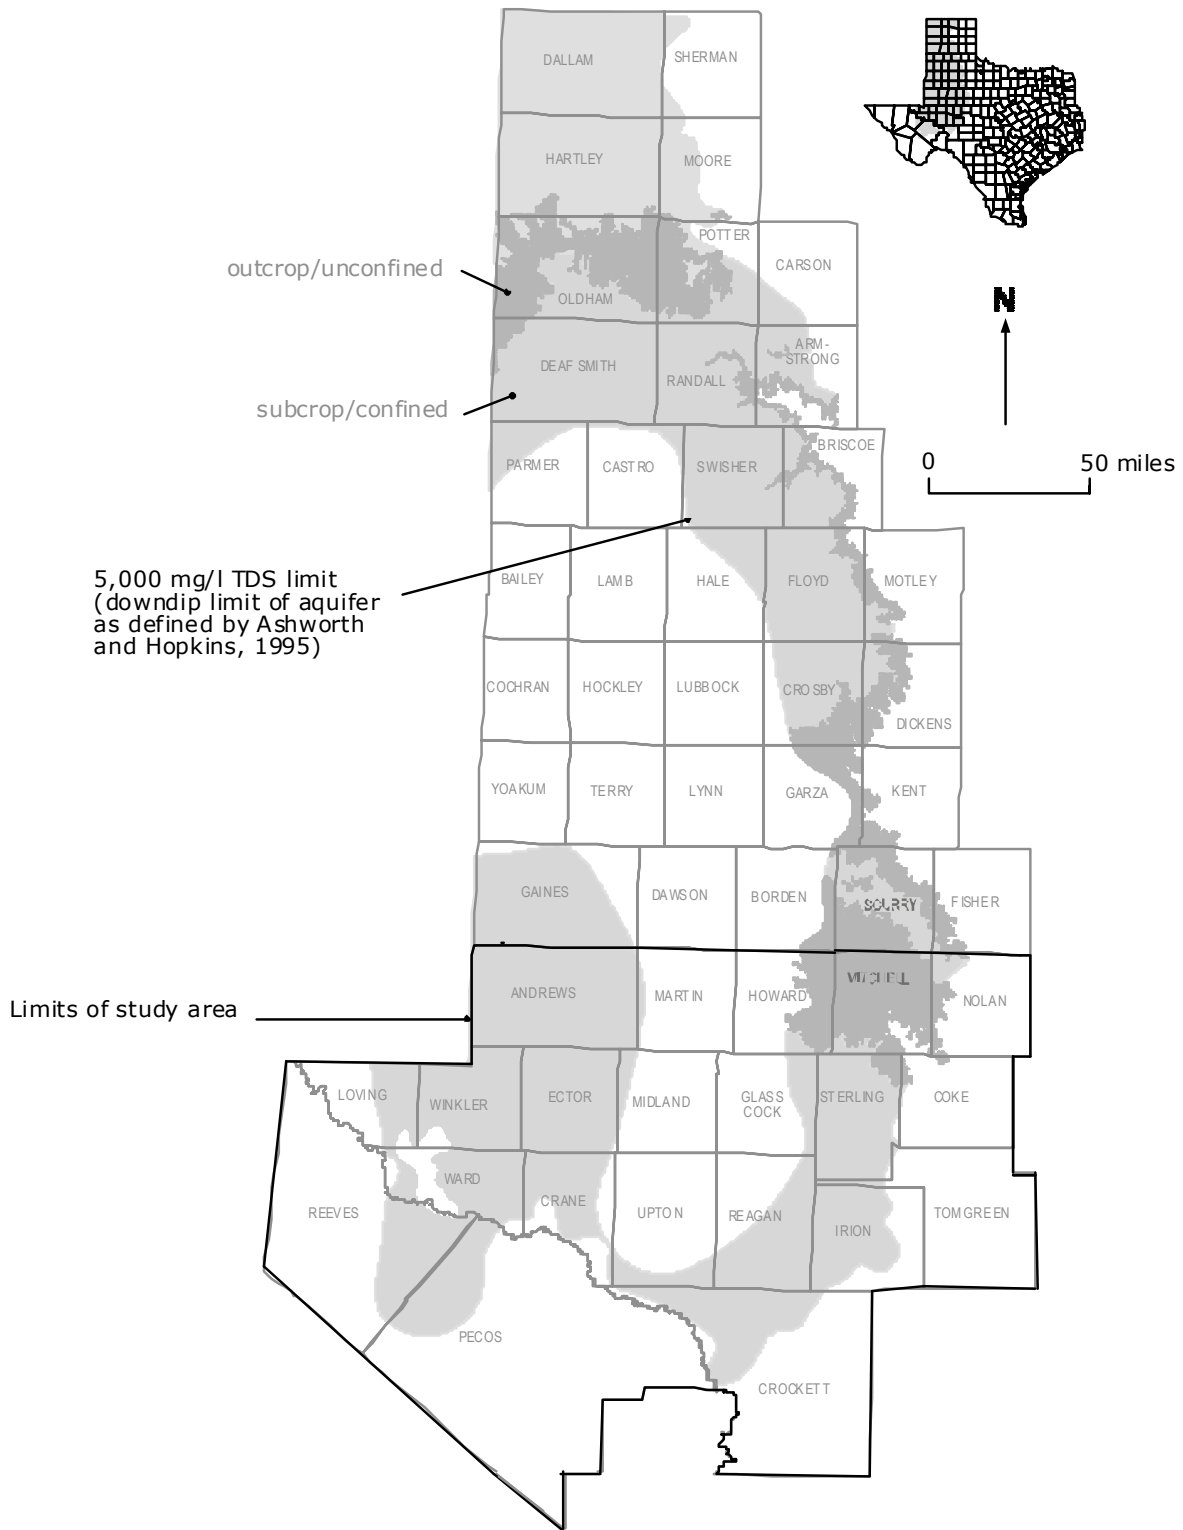 DALLAM
SHERMAN
HARTLEY
MOORE
POTTER
CARSON
outcrop/unconfined
OLDHAM
N
ARM-
STRONG
DEAF SMITH
RANDALL
subcrop/confined
BRISCOE
PARMER
CASTRO
SWISHER
0
50 miles
5,000 mg/l TDS limit
(downdip limit of aquifer
as defined by Ashworth
and Hopkins, 1995)
BAILEY
LAMB
HALE
FLOYD
MOTLEY
COCHRAN
HOCKLEY
LUBBOCK
CROSBY
DICKENS
YOAKUM
TERRY
LYNN
GARZA
KENT
GAINES
DAWSON
BORDEN
SCURRY
FISHER
Limits of study area
ANDREWS
MARTIN
HOWARD
MITCHELL
NOLAN
LOVING
WINKLER
ECTOR
MIDLAND
GLASS
COCK
STERLING
COKE
WARD
CRANE
REEVES
UPTON
REAGAN
IRION
TOM GREEN
PECOS
CROCKETT